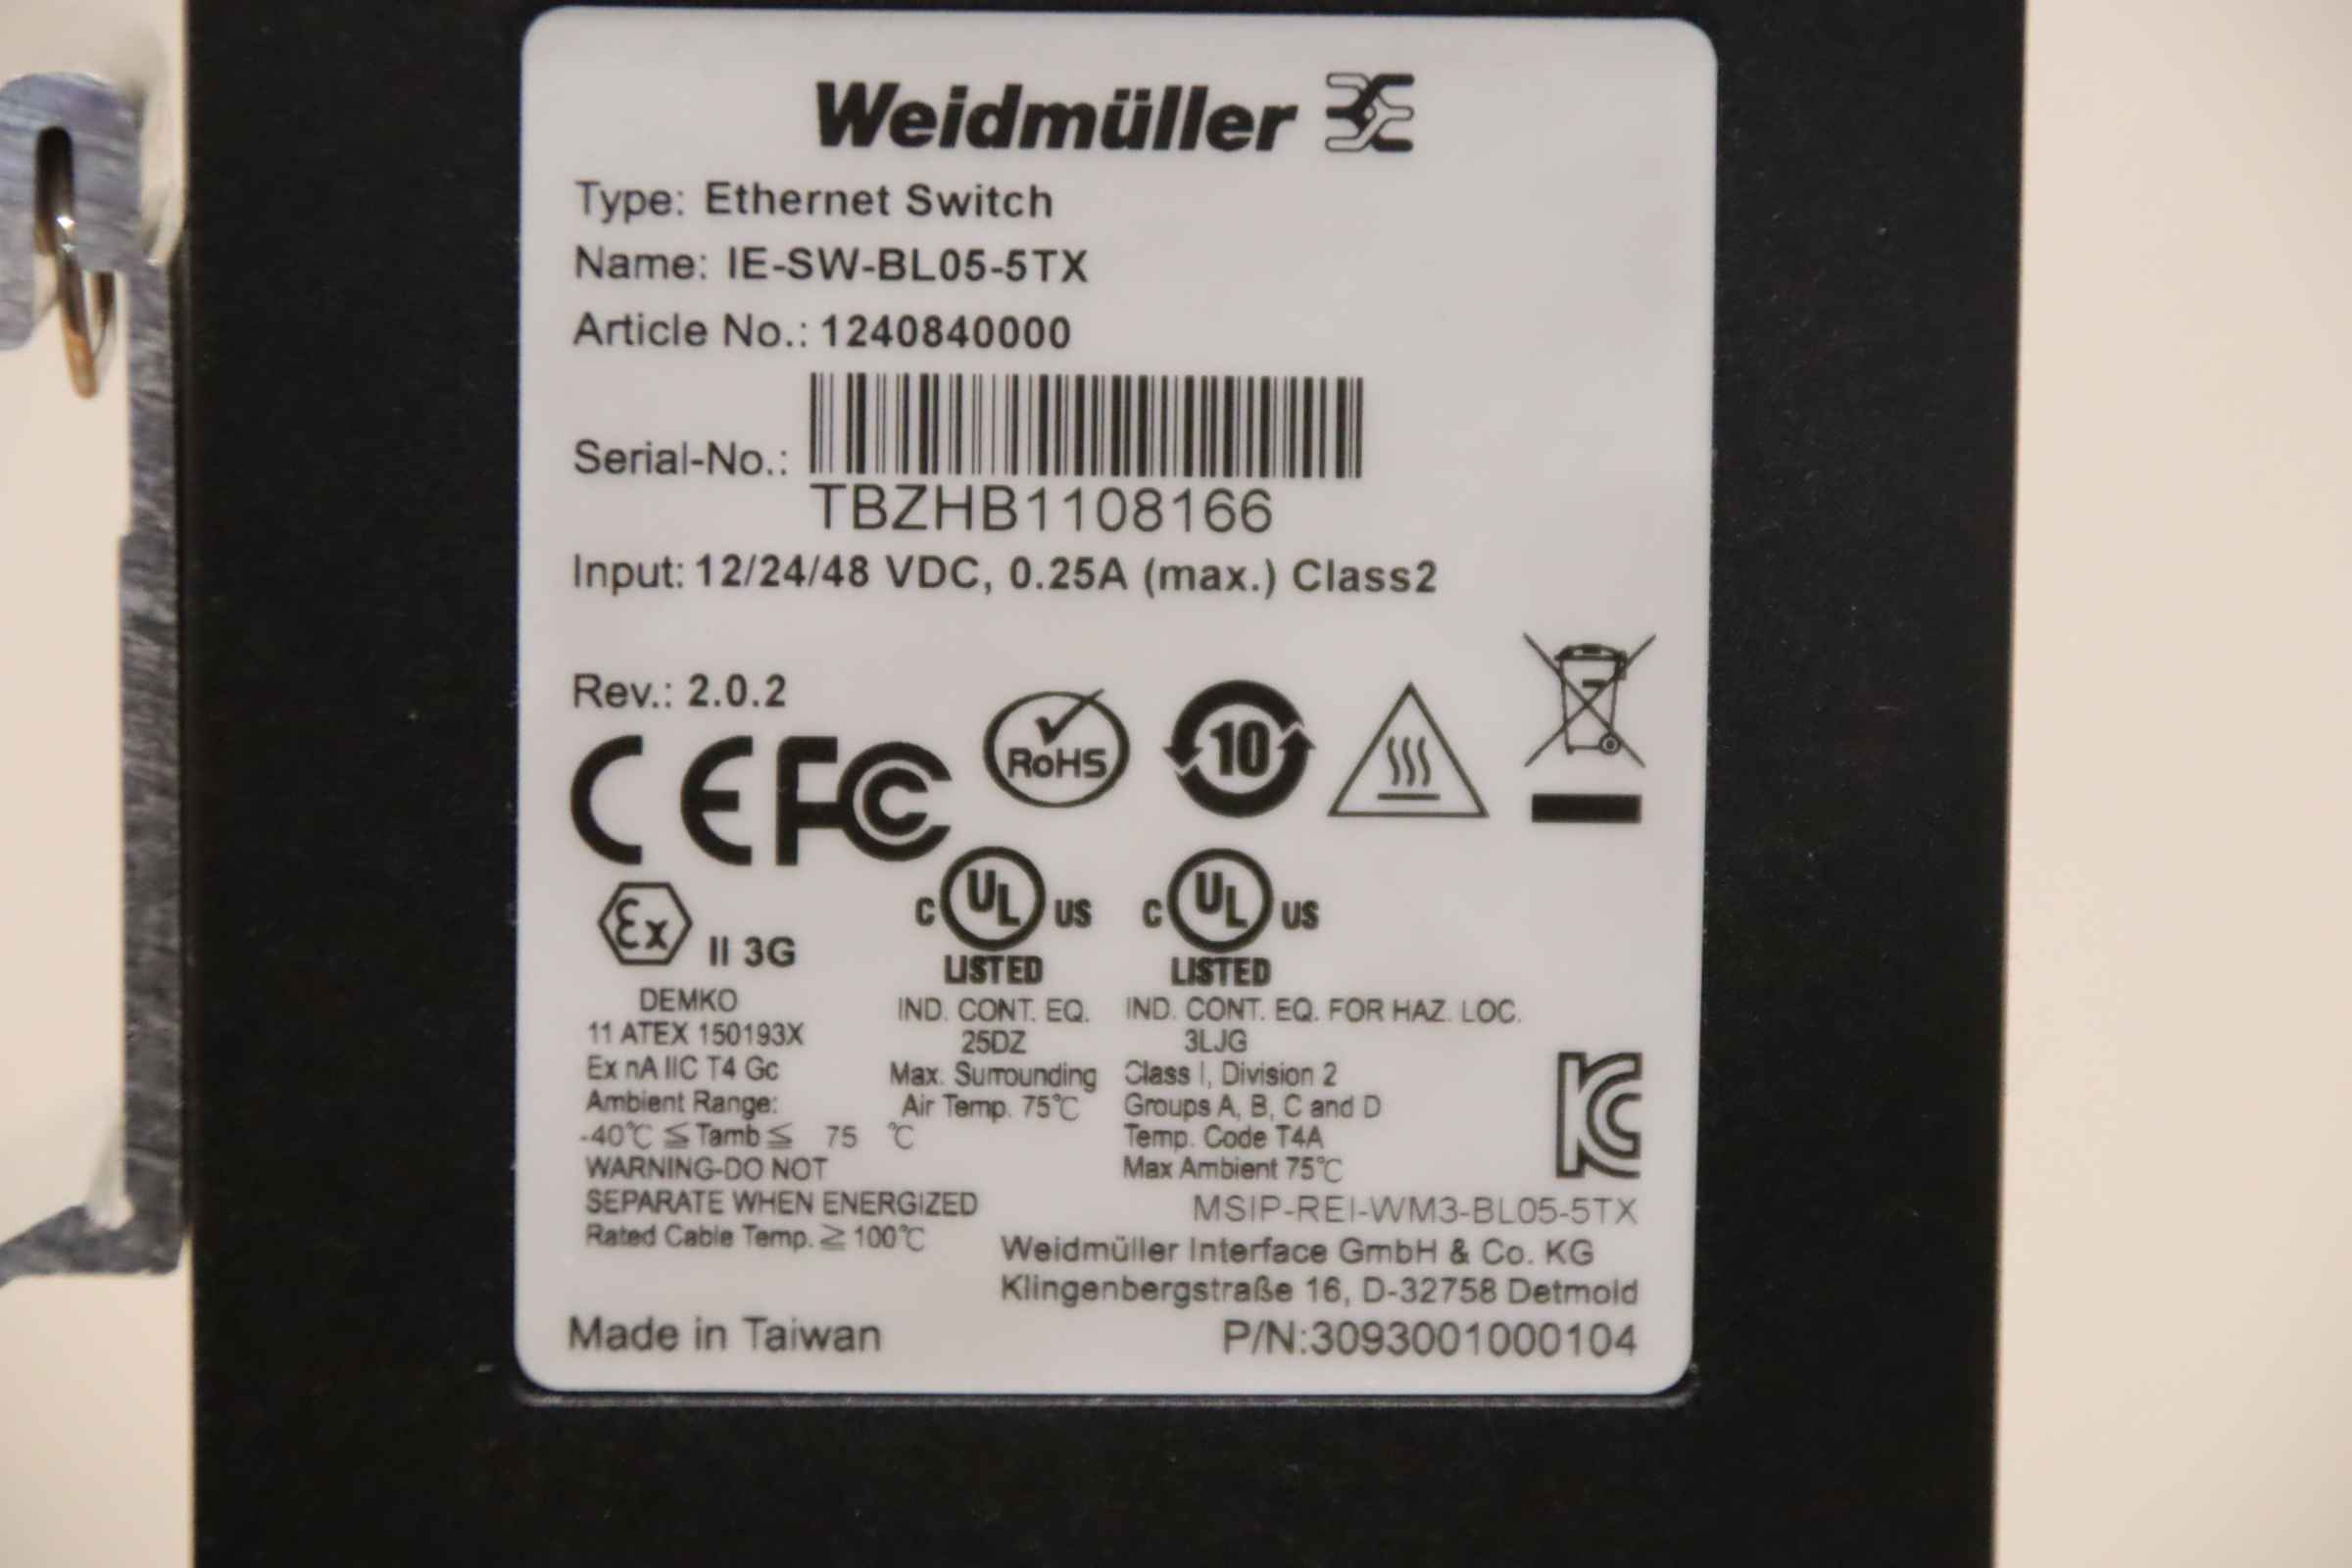 Weidmüller
Type: Ethernet Switch
Name: IE-SW-BL05-5TX
Article No.: 1240840000
Serial-No.:
TBZHB1108166
Input: 12/24/48 VDC, 0.25A (max.) Class2
Rev.: 2.0.2
CE FC
RoHS
10
Ex II 3G
DEMKO
11 ATEX 150193X
Ex nA IIC T4 Gc
Ambient Range:
-40℃ ≦ Tamb ≦ 75 ℃
WARNING-DO NOT
SEPARATE WHEN ENERGIZED
Rated Cable Temp. ≧ 100℃
C UL US
LISTED
IND. CONT. EQ.
25DZ
Max. Surrounding
Air Temp. 75℃
C UL US
LISTED
IND. CONT. EQ. FOR HAZ. LOC.
3LJG
Class I, Division 2
Groups A, B, C and D
Temp. Code T4A
Max Ambient 75℃
KC
MSIP-REI-WM3-BL05-5TX
Weidmüller Interface GmbH & Co. KG
Klingenbergstraße 16, D-32758 Detmold
Made in Taiwan
P/N:3093001000104